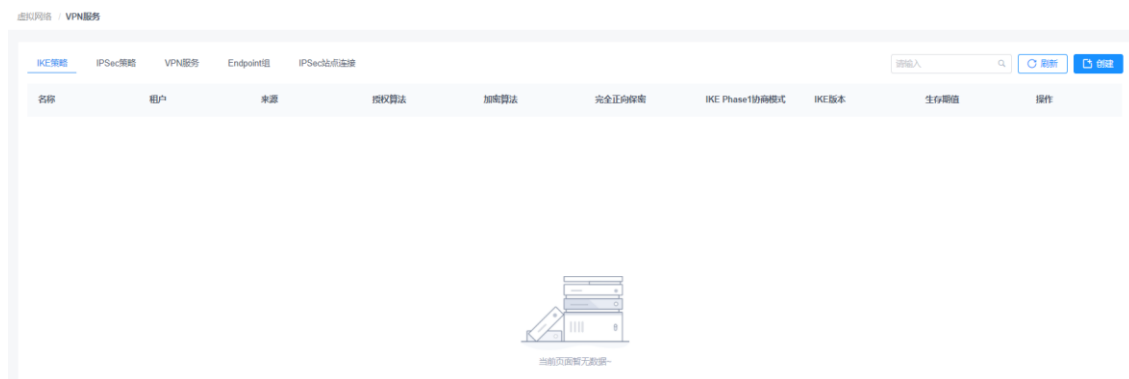 虚拟网络 / VPN服务
IKE策略 IPSec策略 VPN服务 Endpoint组 IPSec站点连接 请输入 刷新 创建
名称 租户 来源 授权算法 加密算法 完全正向保密 IKE Phase1协商模式 IKE版本 生存期值 操作
当前页面暂无数据~